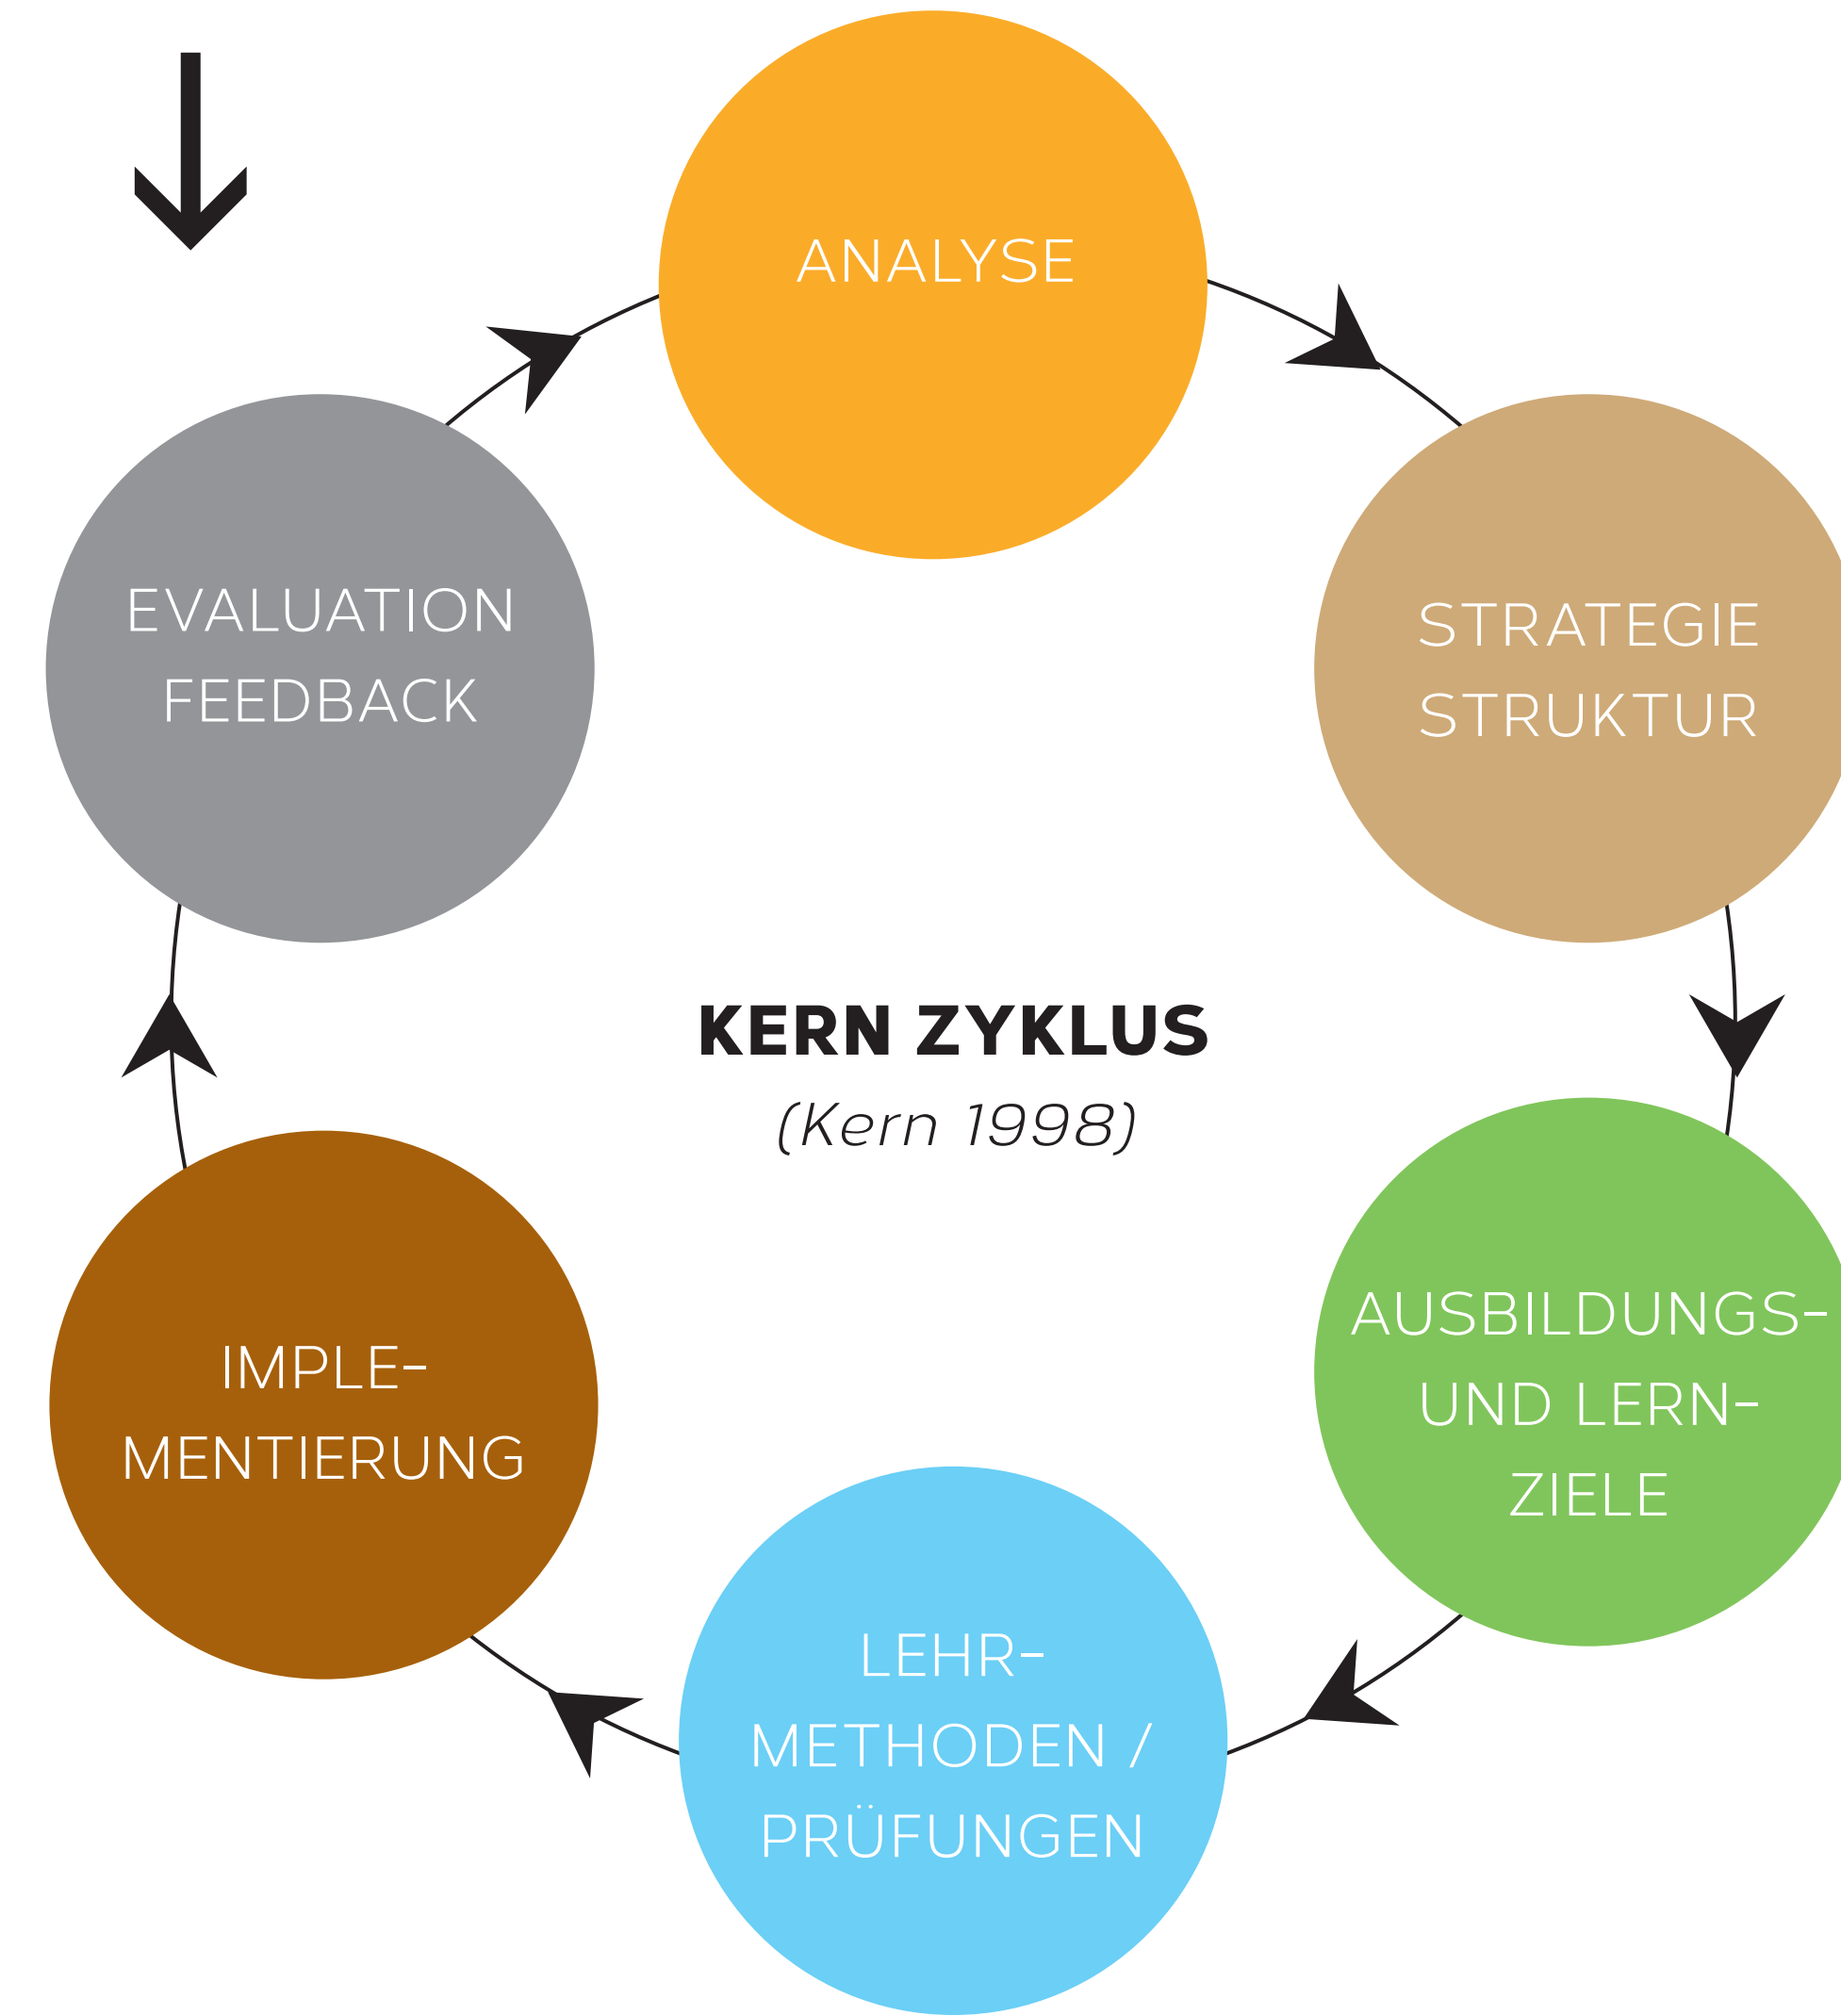 ANALYSE
STRATEGIE
STRUKTUR
AUSBILDUNGS-
UND LERN-
ZIELE
LEHR-
METHODEN /
PRÜFUNGEN
IMPLE-
MENTIERUNG
EVALUATION
FEEDBACK
KERN ZYKLUS
(Kern 1998)